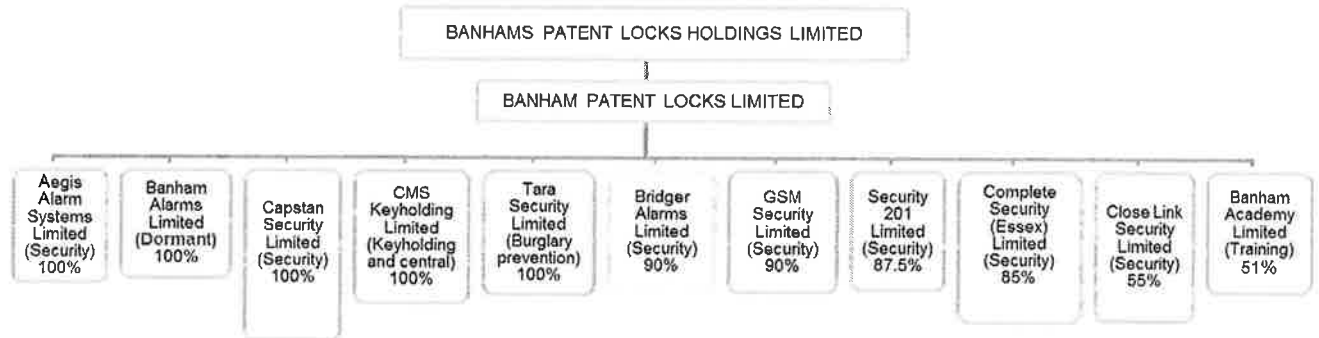 BANHAMS PATENT LOCKS HOLDINGS LIMITED
BANHAM PATENT LOCKS LIMITED
Aegis
Alarm
Systems
Limited
(Security)
100%
Banham
Alarms
Limited
(Dormant)
100%
Capstan
Security
Limited
(Security)
100%
CMS
Keyholding
Limited
(Keyholding
and central)
100%
Tara
Security
Limited
(Burglary
prevention)
100%
Bridger
Alarms
Limited
(Security)
90%
GSM
Security
Limited
(Security)
90%
Security
201
Limited
(Security)
87.5%
Complete
Security
(Essex)
Limited
(Security)
85%
Close Link
Security
Limited
(Security)
55%
Banham
Academy
Limited
(Training)
51%